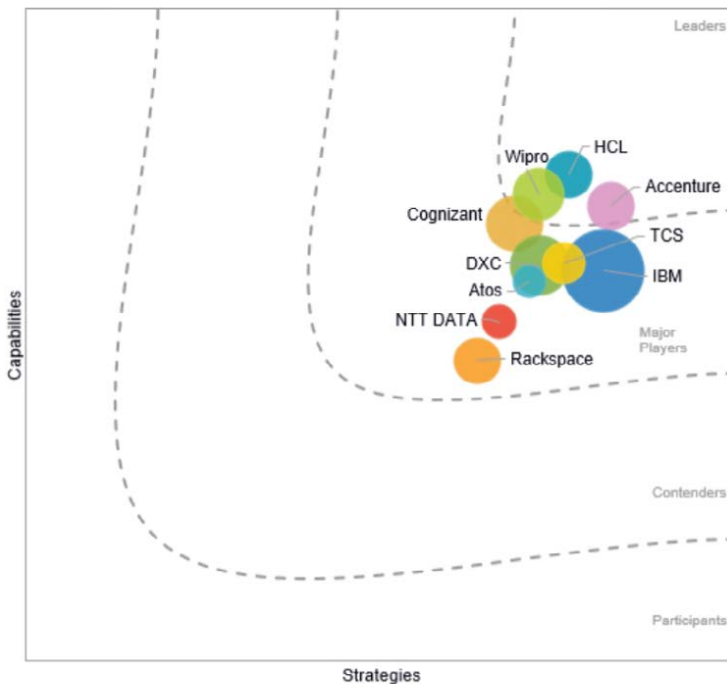 Leaders
HCL
Wipro
Accenture
Cognizant
TCS
DXC
IBM
Atos
NTT DATA
Major
Players
Rackspace
Capabilities
Contenders
Participants
Strategies